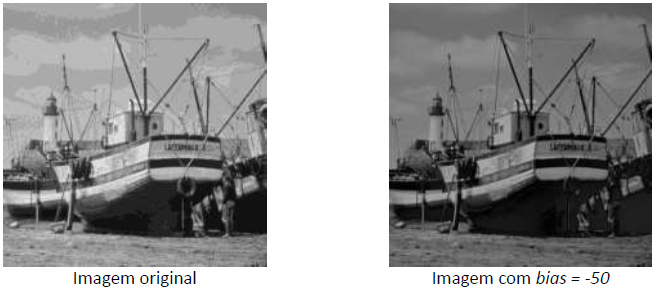 Imagem original
Imagem com bias = -50